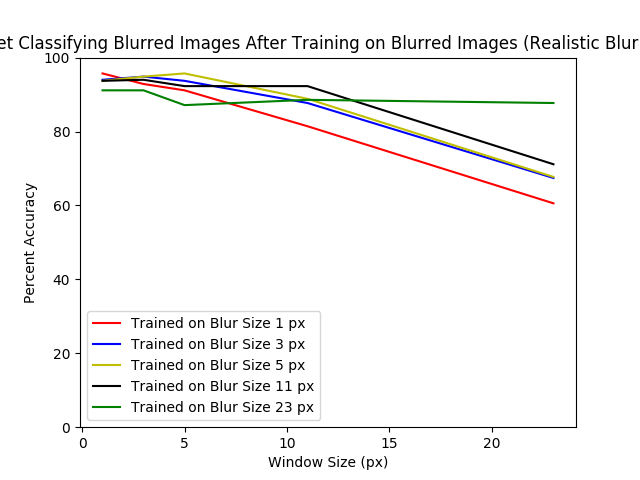 et Classifying Blurred Images After Training on Blurred Images (Realistic Blur
100
80
60
40
20
0
Percent Accuracy
Trained on Blur Size 1 px
Trained on Blur Size 3 px
Trained on Blur Size 5 px
Trained on Blur Size 11 px
Trained on Blur Size 23 px
0 5 10 15 20
Window Size (px)